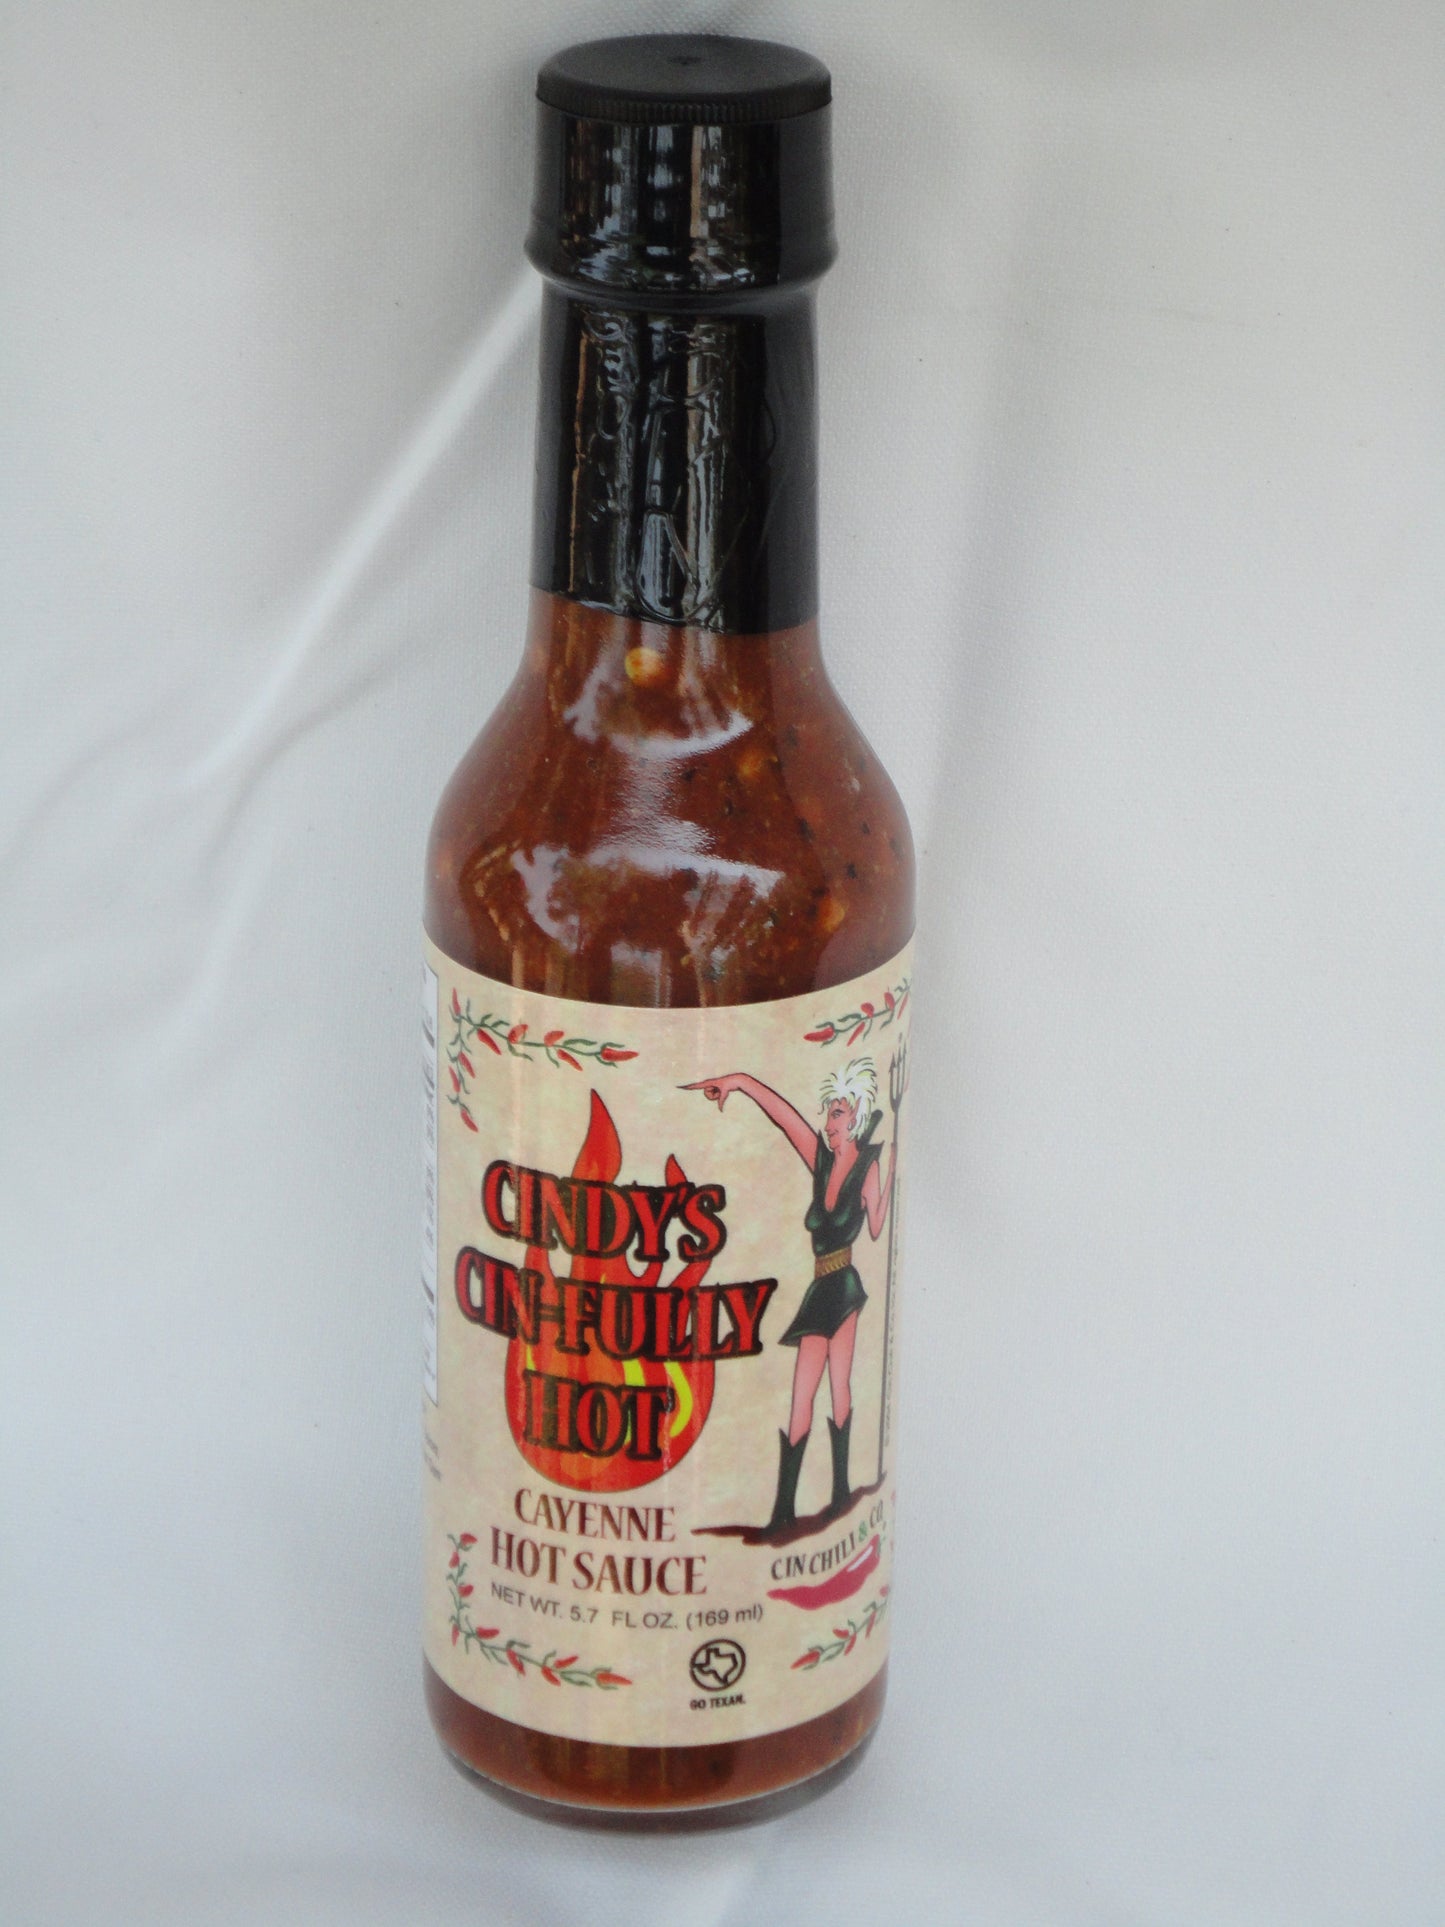 CINDY'S
CIN-FULLY
HOT
CAYENNE
HOT SAUCE
NET WT. 5.7 FL OZ. (169 ml)
CIN CHILI & CO.
GO TEXAN.